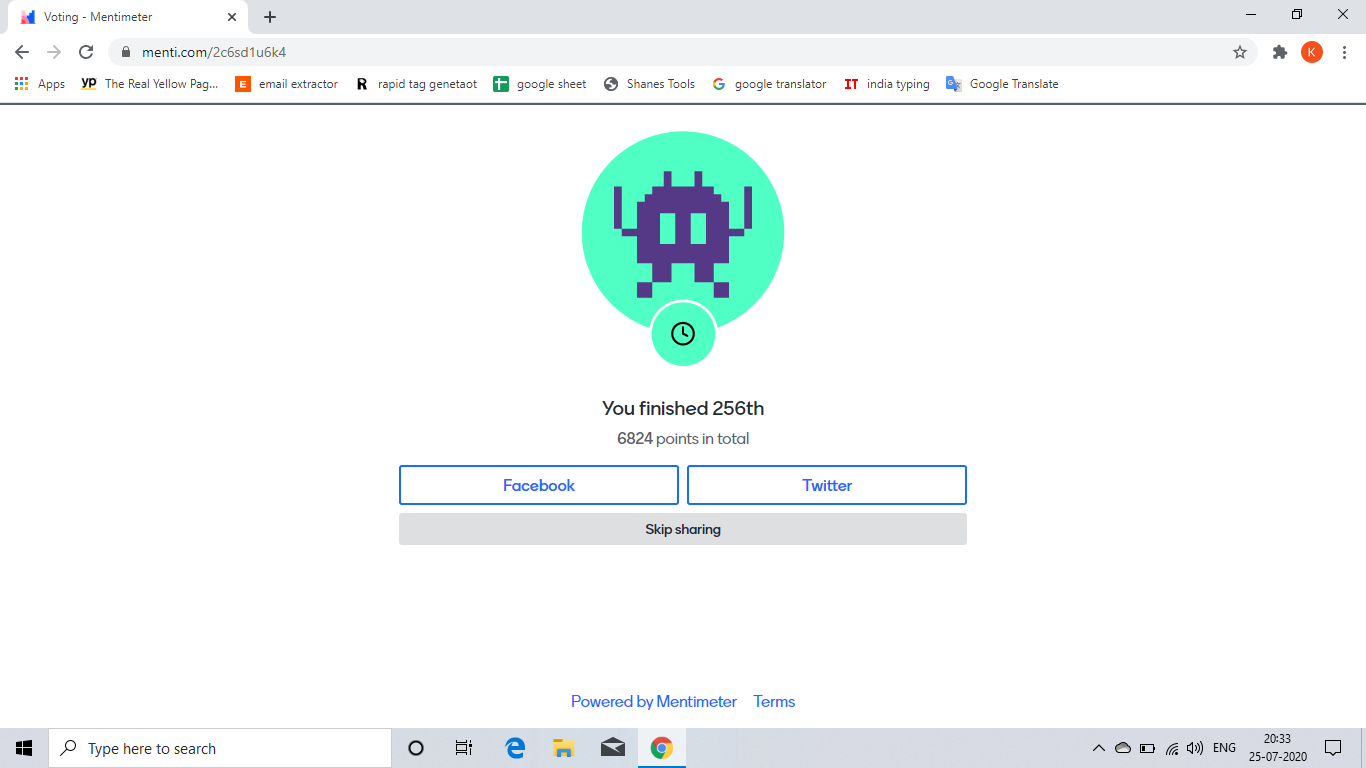 Voting - Mentimeter
menti.com/2c6sd1u6k4
K
Apps
yp The Real Yellow Pag...
E email extractor
R rapid tag genetaot
google sheet
S Shanes Tools
G google translator
IT india typing
G Google Translate
You finished 256th
6824 points in total
Facebook Twitter
Skip sharing
Powered by Mentimeter Terms
Type here to search
ENG
20:33
25-07-2020